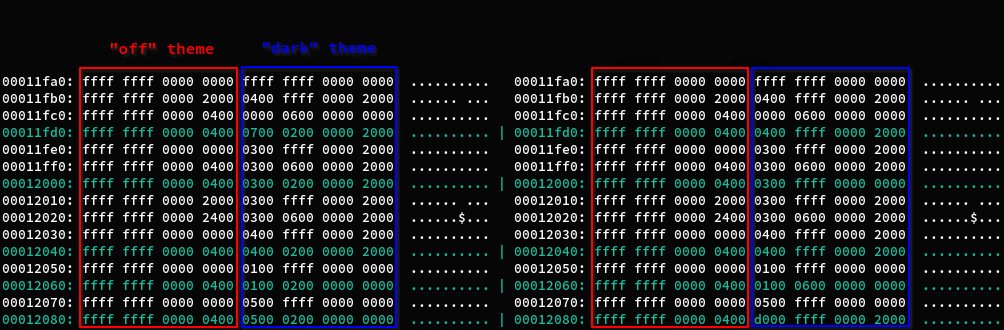 "off" theme "dark" theme
00011fa0: ffff ffff 0000 0000 ffff ffff 0000 0000 .......... 00011fa0: ffff ffff 0000 0000 ffff ffff 0000 0000 ..........
00011fb0: ffff ffff 0000 2000 0400 ffff 0000 2000 ...... ... 00011fb0: ffff ffff 0000 2000 0400 ffff 0000 2000 ...... ...
00011fc0: ffff ffff 0000 0400 0000 0600 0000 0000 .......... 00011fc0: ffff ffff 0000 0400 0000 0600 0000 0000 ..........
00011fd0: ffff ffff 0000 0400 0700 0200 0000 2000 .......... | 00011fd0: ffff ffff 0000 0400 0400 ffff 0000 2000 ..........
00011fe0: ffff ffff 0000 0000 0300 ffff 0000 2000 .......... 00011fe0: ffff ffff 0000 0000 0300 ffff 0000 2000 ..........
00011ff0: ffff ffff 0000 0400 0300 0600 0000 2000 .......... 00011ff0: ffff ffff 0000 0400 0300 0600 0000 2000 ..........
00012000: ffff ffff 0000 0400 0300 0200 0000 2000 .......... | 00012000: ffff ffff 0000 0400 0300 ffff 0000 0000 ..........
00012010: ffff ffff 0000 2000 0300 ffff 0000 2000 ...... ... 00012010: ffff ffff 0000 2000 0300 ffff 0000 2000 ...... ...
00012020: ffff ffff 0000 2400 0300 0600 0000 2000 ......$... 00012020: ffff ffff 0000 2400 0300 0600 0000 2000 ......$...
00012030: ffff ffff 0000 0000 0400 ffff 0000 2000 .......... 00012030: ffff ffff 0000 0000 0400 ffff 0000 2000 ..........
00012040: ffff ffff 0000 0400 0400 0200 0000 2000 .......... | 00012040: ffff ffff 0000 0400 0400 ffff 0000 2000 ..........
00012050: ffff ffff 0000 0000 0100 ffff 0000 0000 .......... 00012050: ffff ffff 0000 0000 0100 ffff 0000 0000 ..........
00012060: ffff ffff 0000 0400 0100 0200 0000 0000 .......... | 00012060: ffff ffff 0000 0400 0100 0600 0000 0000 ..........
00012070: ffff ffff 0000 0000 0500 ffff 0000 0000 .......... 00012070: ffff ffff 0000 0000 0500 ffff 0000 0000 ..........
00012080: ffff ffff 0000 0400 0500 0200 0000 0000 .......... | 00012080: ffff ffff 0000 0400 d000 ffff 0000 2000 ..........